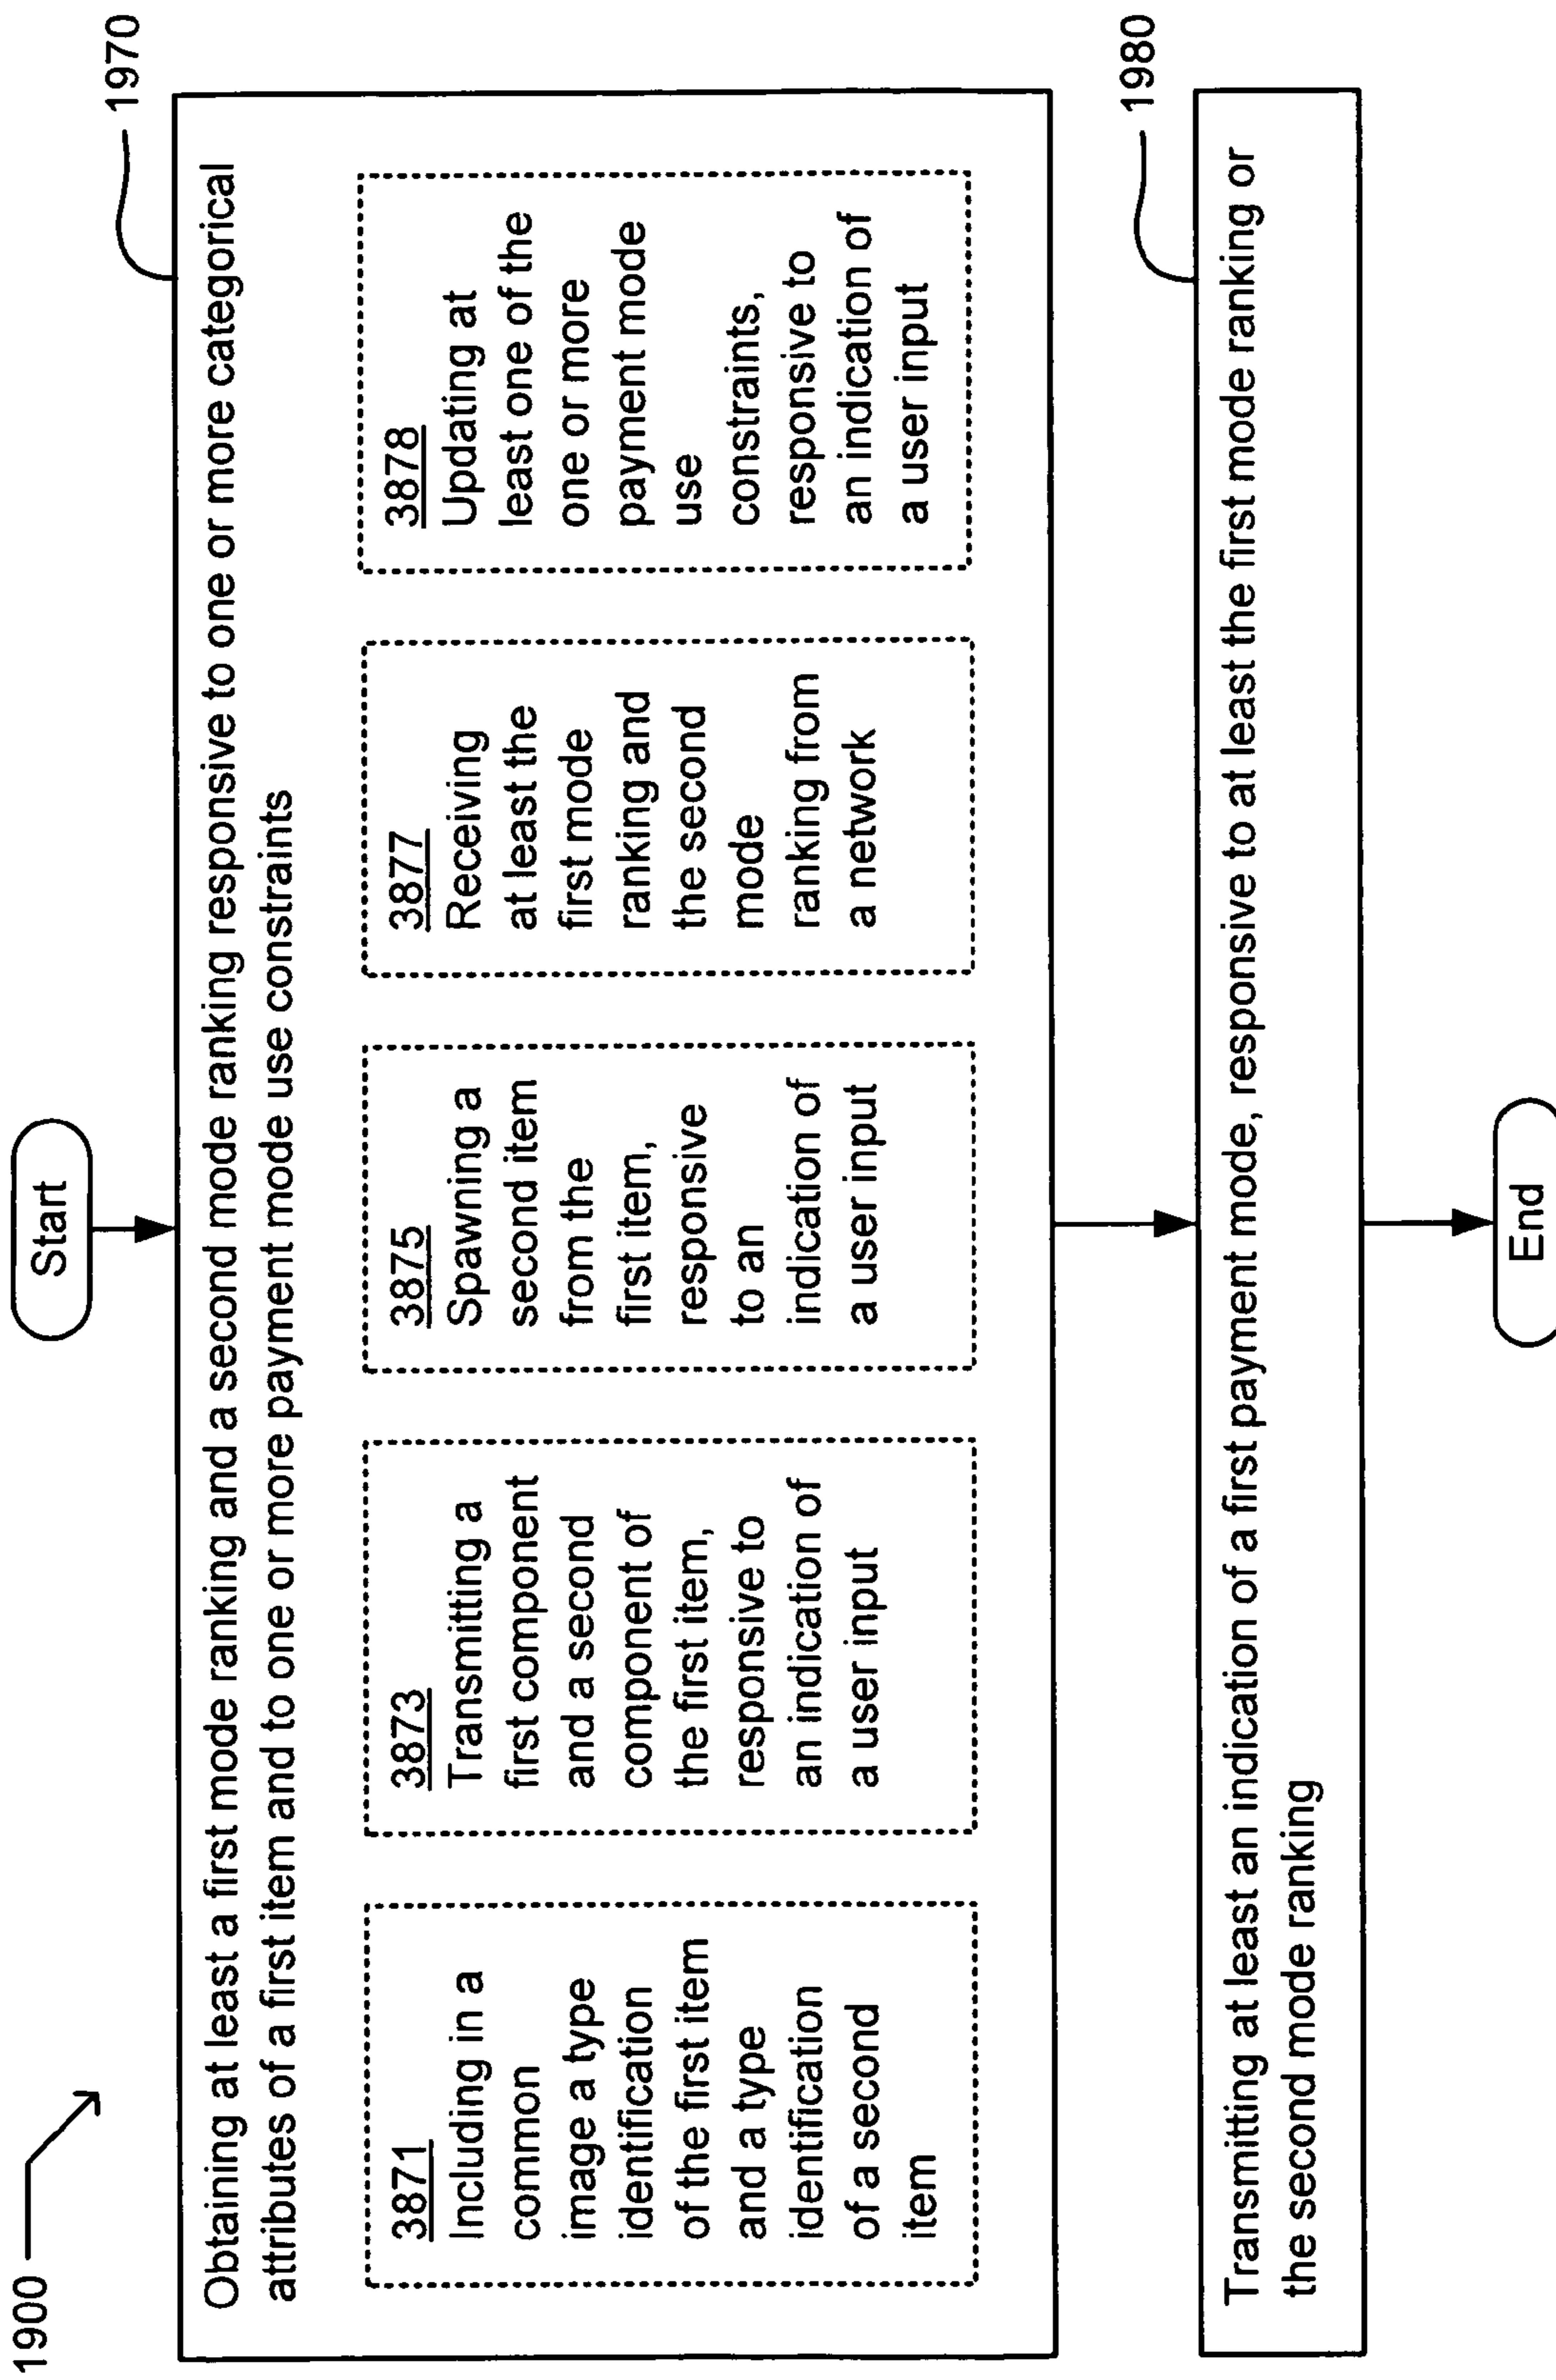 1900
Start
1970
Obtaining at least a first mode ranking and a second mode ranking responsive to one or more categorical
attributes of a first item and to one or more payment mode use constraints
3871
Including in a
common
image a type
identification
of the first item
and a type
identification
of a second
item
3873
Transmitting a
first component
and a second
component of
the first item,
responsive to
an indication of
a user input
3875
Spawning a
second item
from the
first item,
responsive
to an
indication of
a user input
3877
Receiving
at least the
first mode
ranking and
the second
mode
ranking from
a network
3878
Updating at
least one of the
one or more
payment mode
use
constraints,
responsive to
an indication of
a user input
1980
Transmitting at least an indication of a first payment mode, responsive to at least the first mode ranking or
the second mode ranking
End